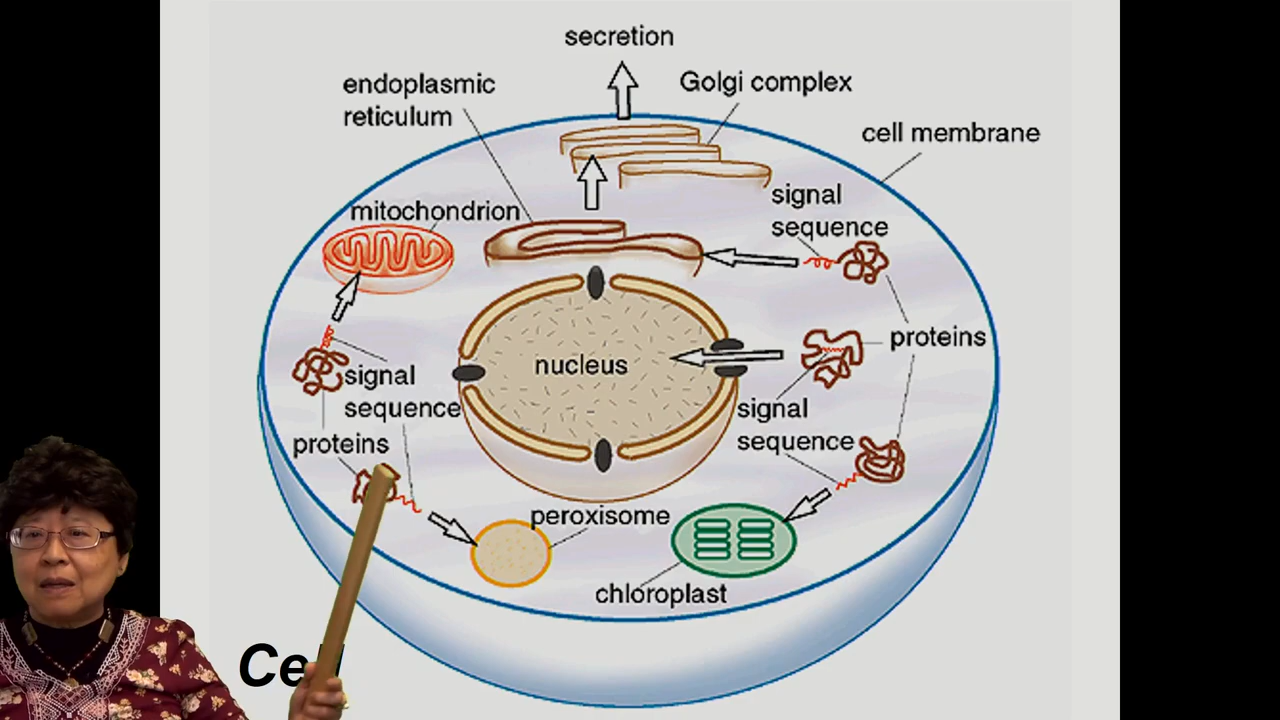 secretion
endoplasmic
reticulum
Golgi complex
cell membrane
signal
sequence
mitochondrion
proteins
nucleus
signal
sequence
signal
sequence
proteins
peroxisome
chloroplast